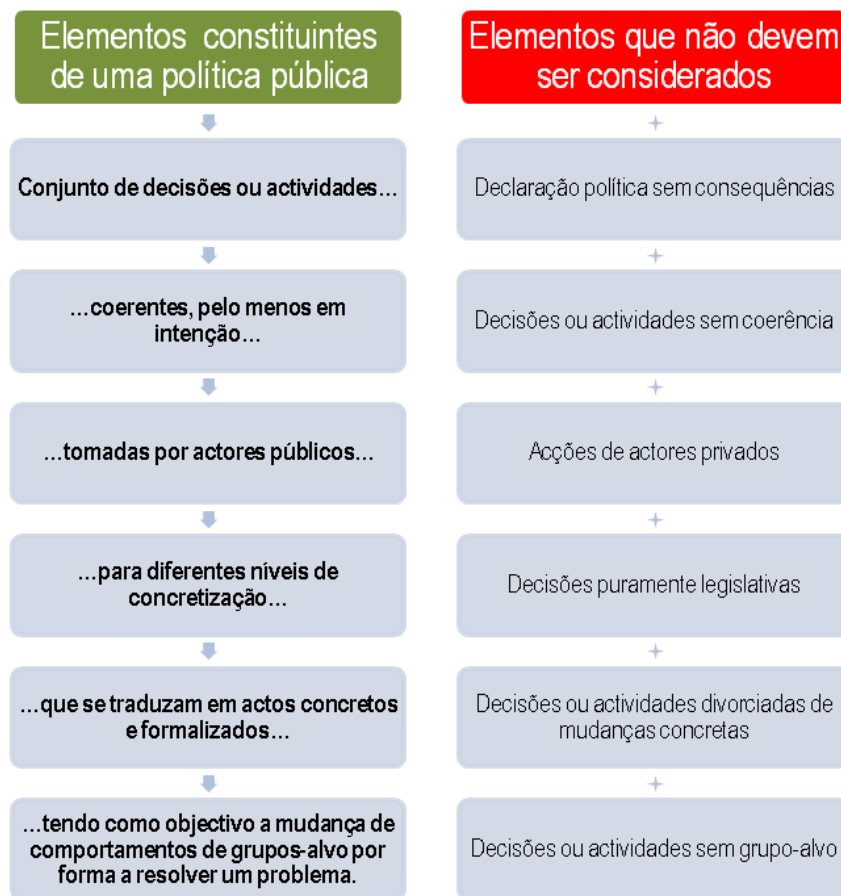 Elementos constituintes
de uma política pública
Conjunto de decisões ou actividades…
…coerentes, pelo menos em
intenção…
…tomadas por actores públicos…
…para diferentes níveis de
concretização…
…que se traduzam em actos concretos
e formalizados…
…tendo como objectivo a mudança de
comportamentos de grupos-alvo por
forma a resolver um problema.
Elementos que não devem
ser considerados
Declaração política sem consequências
Decisões ou actividades sem coerência
Acções de actores privados
Decisões puramente legislativas
Decisões ou actividades divorciadas de
mudanças concretas
Decisões ou actividades sem grupo-alvo